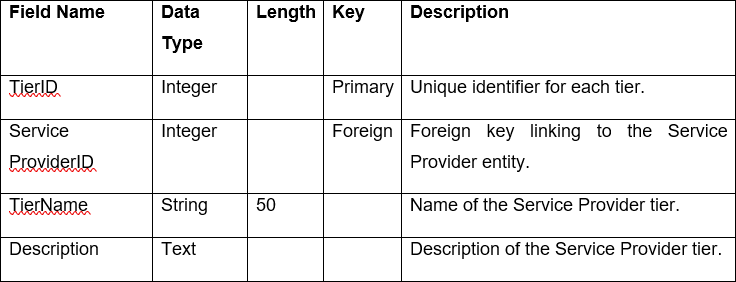 Field Name Data Type Length Key Description
TierID Integer Primary Unique identifier for each tier.
Service ProviderID Integer Foreign Foreign key linking to the Service Provider entity.
TierName String 50 Name of the Service Provider tier.
Description Text Description of the Service Provider tier.